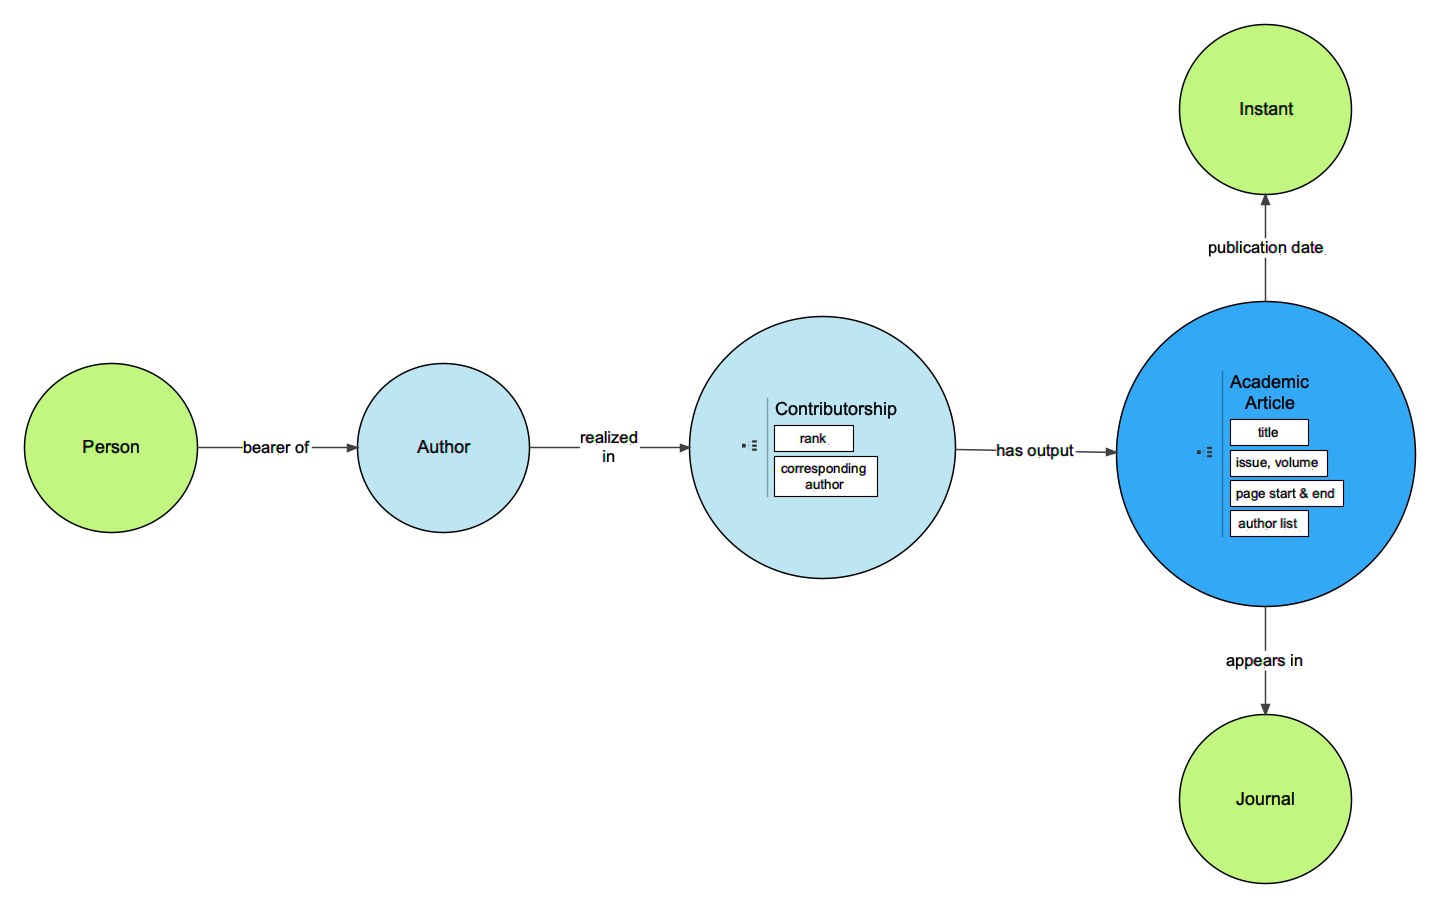 Instant
publication date
Person
bearer of
Author
realized
in
Contributorship
rank
corresponding
author
has output
Academic
Article
title
issue, volume
page start & end
author list
appears in
Journal